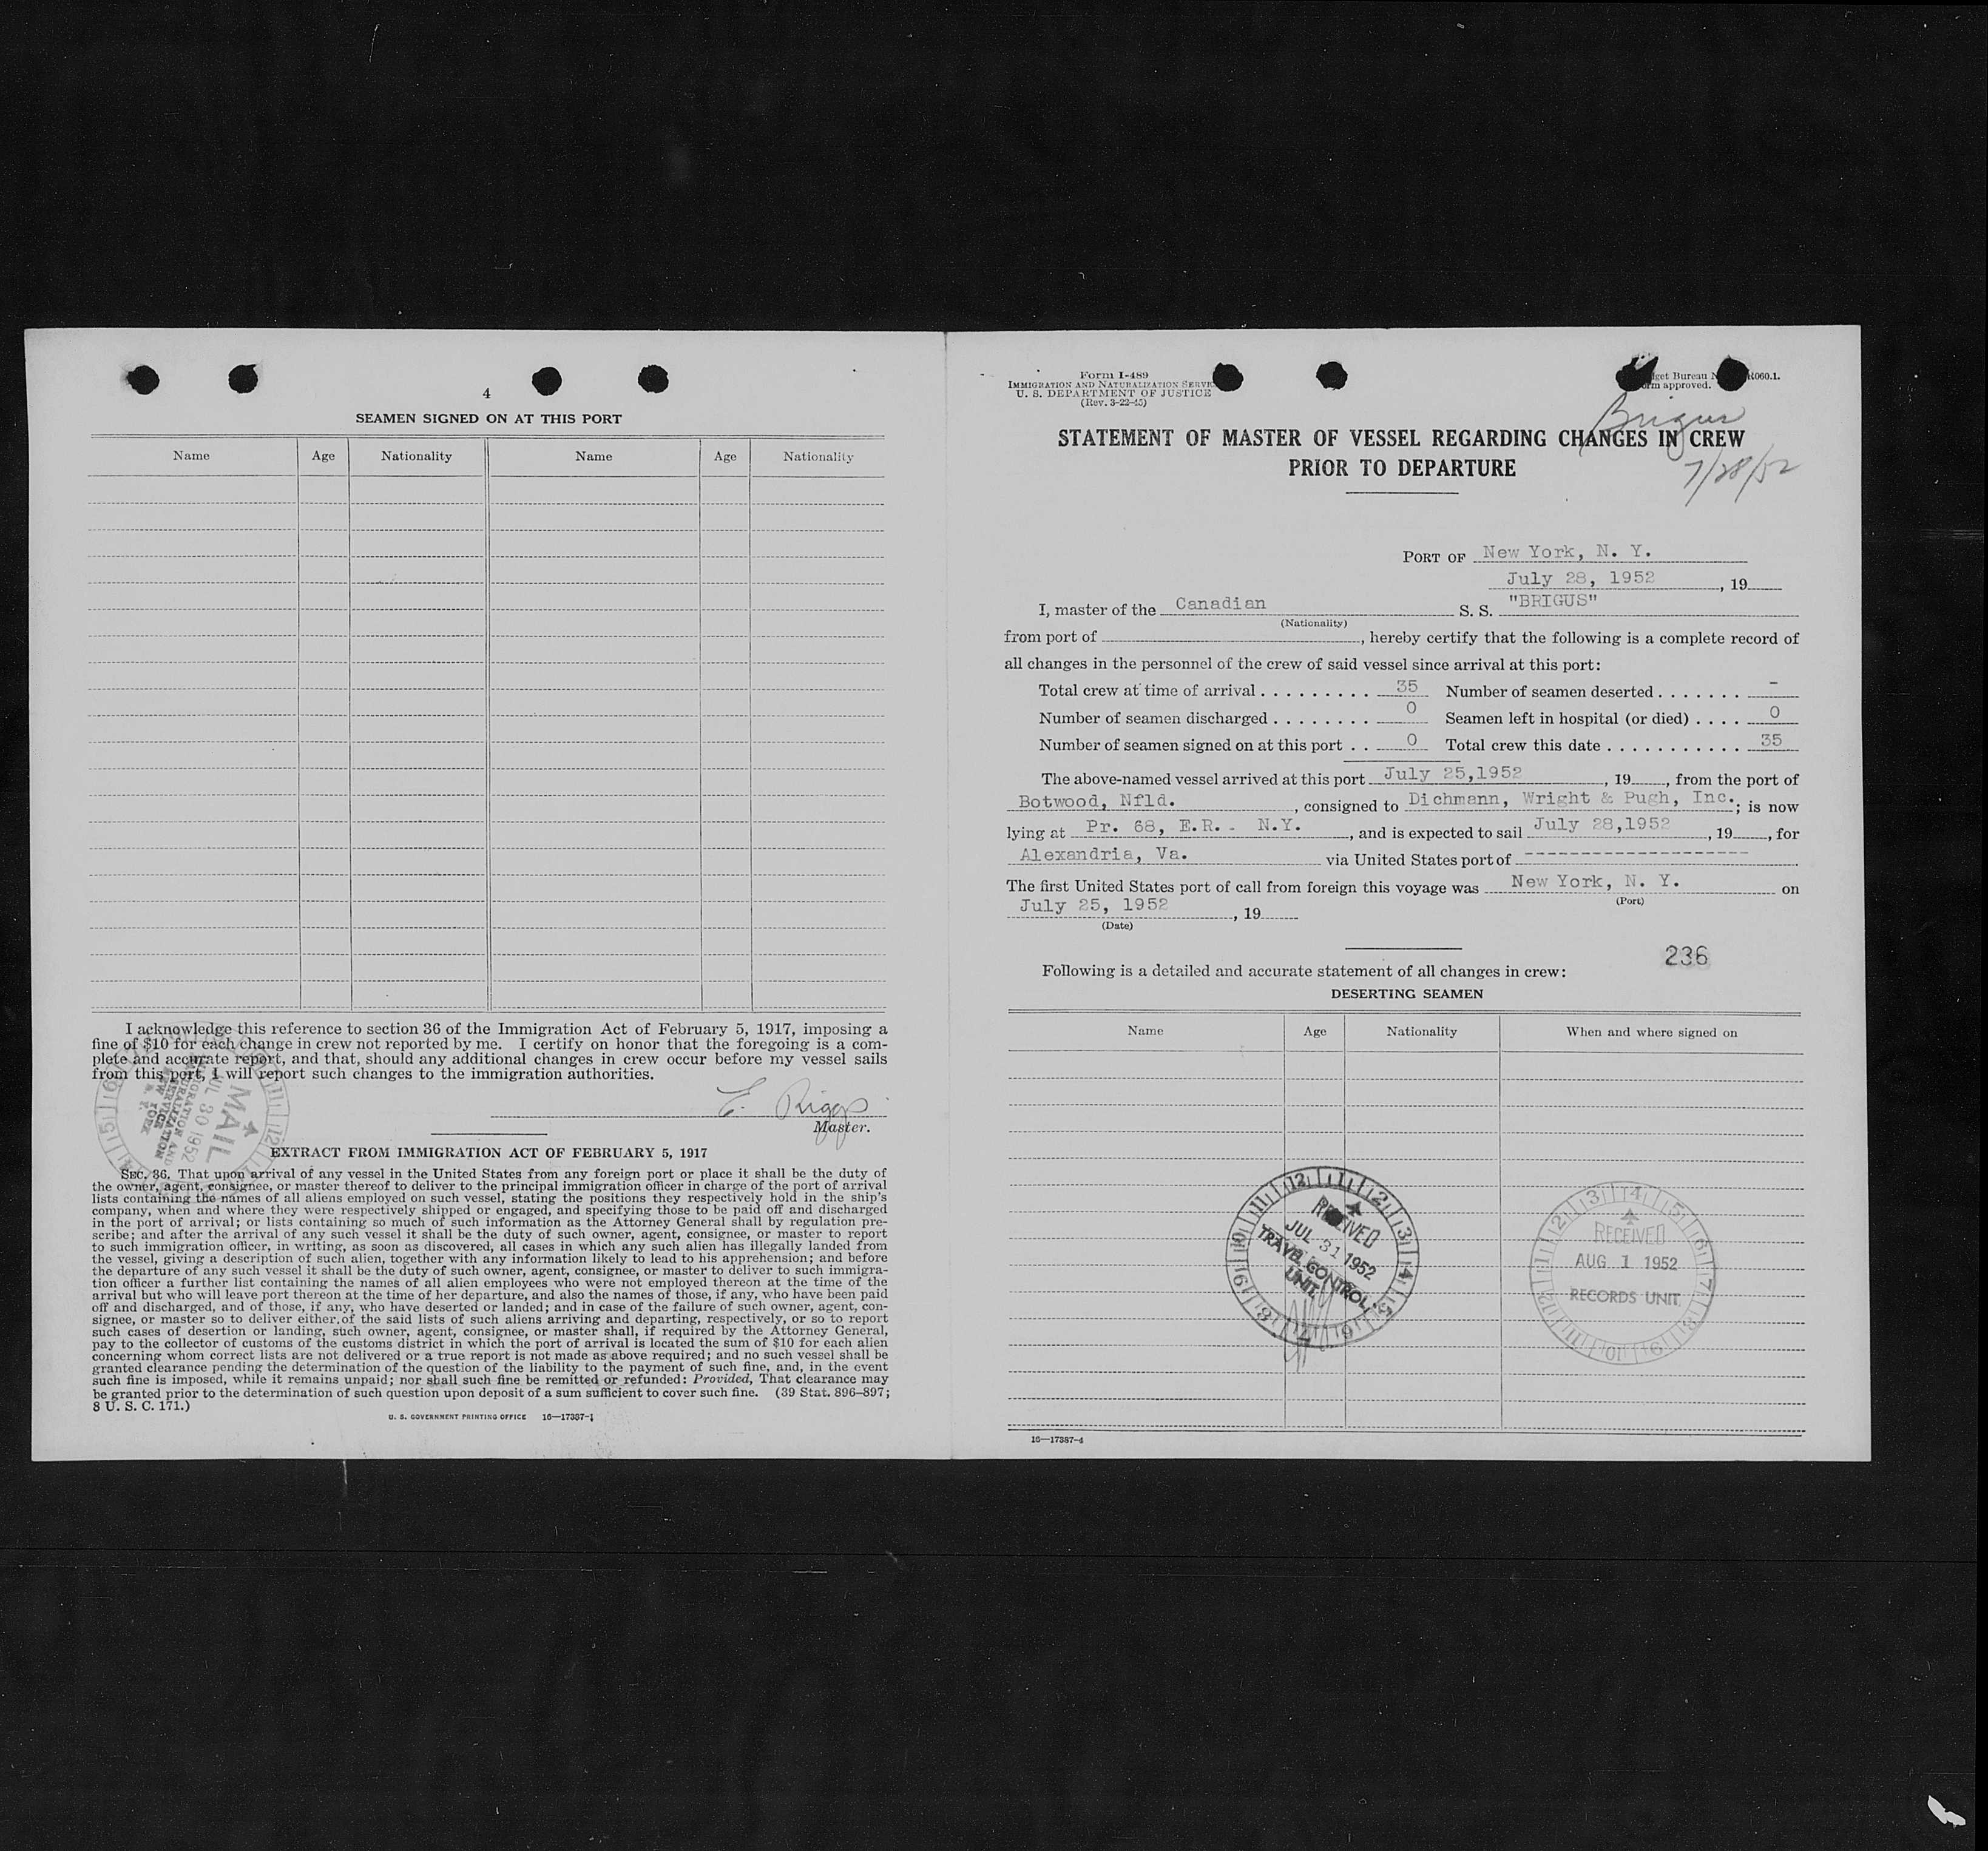 4
SEAMEN SIGNED ON AT THIS PORT
Name Age Nationality Name Age Nationality
I acknowledge this reference to section 36 of the Immigration Act of February 5, 1917, imposing a
fine of $10 for each change in crew not reported by me. I certify on honor that the foregoing is a com-
plete and accurate report, and that, should any additional changes in crew occur before my vessel sails
from this port, I will report such changes to the immigration authorities.
E. Riggs
Master.
MAIL
JUL 30 1952
IMMIGRATION AND
NATURALIZATION
SERVICE
NEW YORK
N. Y.
EXTRACT FROM IMMIGRATION ACT OF FEBRUARY 5, 1917
SEC. 36. That upon arrival of any vessel in the United States from any foreign port or place it shall be the duty of
the owner, agent, consignee, or master thereof to deliver to the principal immigration officer in charge of the port of arrival
lists containing the names of all aliens employed on such vessel, stating the positions they respectively hold in the ship's
company, when and where they were respectively shipped or engaged, and specifying those to be paid off and discharged
in the port of arrival; or lists containing so much of such information as the Attorney General shall by regulation pre-
scribe; and after the arrival of any such vessel it shall be the duty of such owner, agent, consignee, or master to report
to such immigration officer, in writing, as soon as discovered, all cases in which any such alien has illegally landed from
the vessel, giving a description of such alien, together with any information likely to lead to his apprehension; and before
the departure of any such vessel it shall be the duty of such owner, agent, consignee, or master to deliver to such immigra-
tion officer a further list containing the names of all alien employees who were not employed thereon at the time of the
arrival but who will leave port thereon at the time of her departure, and also the names of those, if any, who have been paid
off and discharged, and of those, if any, who have deserted or landed; and in case of the failure of such owner, agent, con-
signee, or master so to deliver either of the said lists of such aliens arriving and departing, respectively, or so to report
such cases of desertion or landing, such owner, agent, consignee, or master shall, if required by the Attorney General,
pay to the collector of customs of the customs district in which the port of arrival is located the sum of $10 for each alien
concerning whom correct lists are not delivered or a true report is not made as above required; and no such vessel shall be
granted clearance pending the determination of the question of the liability to the payment of such fine, and, in the event
such fine is imposed, while it remains unpaid; nor shall such fine be remitted or refunded: Provided, That clearance may
be granted prior to the determination of such question upon deposit of a sum sufficient to cover such fine. (39 Stat. 896-897;
8 U. S. C. 171.)
U. S. GOVERNMENT PRINTING OFFICE 16—17387-1
Form I-489
IMMIGRATION AND NATURALIZATION
U. S. DEPARTMENT OF JUSTICE
(Rev. 3-22-45)
Bureau
approved.
Brigus
7/28/52
STATEMENT OF MASTER OF VESSEL REGARDING CHANGES IN CREW
PRIOR TO DEPARTURE
PORT OF New York, N. Y.
July 28, 1952, 19
I, master of the Canadian S. S. "BRIGUS"
(Nationality)
from port of , hereby certify that the following is a complete record of
all changes in the personnel of the crew of said vessel since arrival at this port:
Total crew at time of arrival . . . . . . . . . 35 Number of seamen deserted . . . . . . . -
Number of seamen discharged . . . . . . . . 0 Seamen left in hospital (or died) . . . . 0
Number of seamen signed on at this port . . 0 Total crew this date . . . . . . . . . . . 35
The above-named vessel arrived at this port July 25,1952, 19 , from the port of
Botwood, Nfld. , consigned to Dichmann, Wright & Pugh, Inc.; is now
lying at Pr. 68, E.R. - N.Y. , and is expected to sail July 28,1952 , 19 , for
Alexandria, Va. via United States port of --------------------
The first United States port of call from foreign this voyage was New York, N. Y. on
(Port)
July 25, 1952 , 19
(Date)
236
Following is a detailed and accurate statement of all changes in crew:
DESERTING SEAMEN
Name Age Nationality When and where signed on
RECEIVED
JUL 31 1952
TRAVEL CONTROL
UNIT
RECEIVED
AUG 1 1952
RECORDS UNIT
16—17387-4